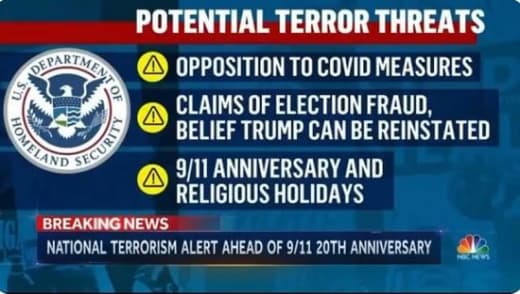 POTENTIAL TERROR THREATS
OPPOSITION TO COVID MEASURES
CLAIMS OF ELECTION FRAUD,
BELIEF TRUMP CAN BE REINSTATED
9/11 ANNIVERSARY AND
RELIGIOUS HOLIDAYS
U.S. DEPARTMENT OF
HOMELAND SECURITY
BREAKING NEWS
NATIONAL TERRORISM ALERT AHEAD OF 9/11 20TH ANNIVERSARY
NBC NEWS